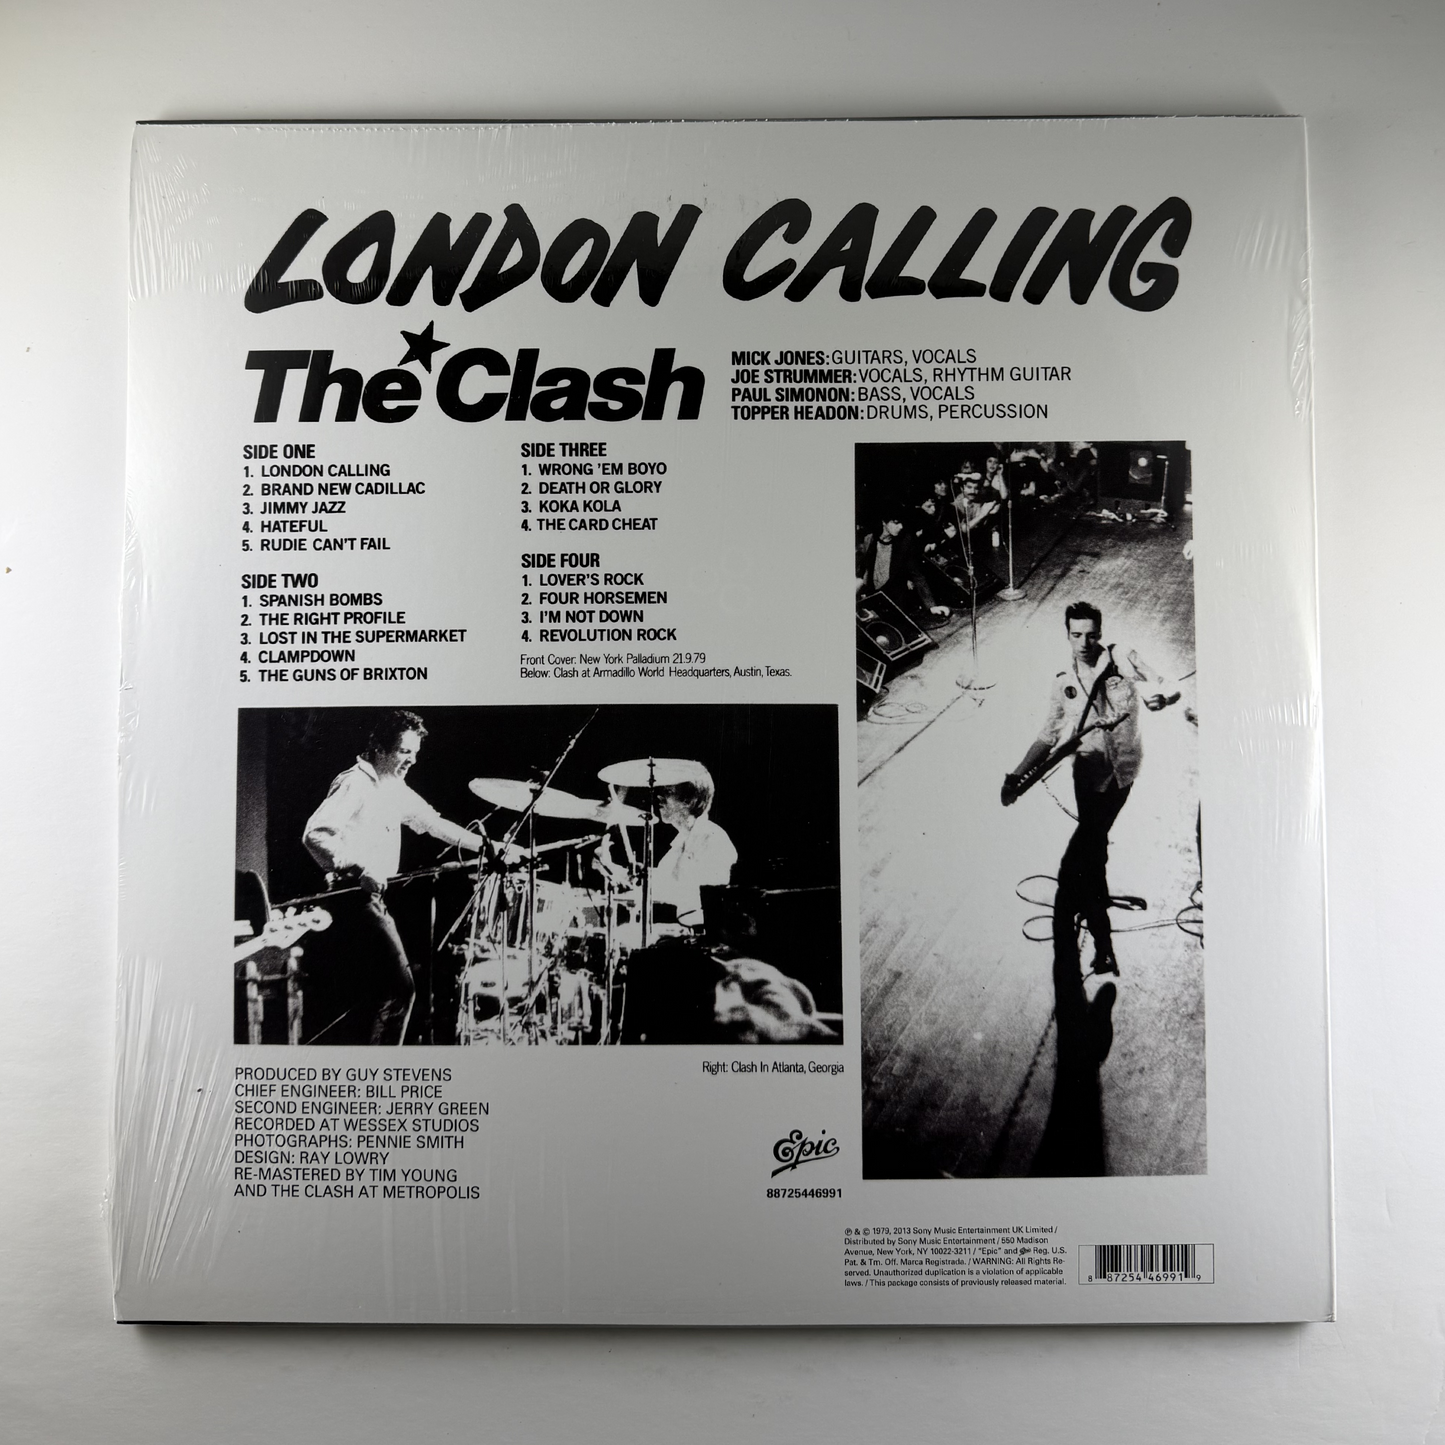 LONDON CALLING
The Clash
MICK JONES: GUITARS, VOCALS
JOE STRUMMER: VOCALS, RHYTHM GUITAR
PAUL SIMONON: BASS, VOCALS
TOPPER HEADON: DRUMS, PERCUSSION
SIDE ONE
1. LONDON CALLING
2. BRAND NEW CADILLAC
3. JIMMY JAZZ
4. HATEFUL
5. RUDIE CAN'T FAIL
SIDE TWO
1. SPANISH BOMBS
2. THE RIGHT PROFILE
3. LOST IN THE SUPERMARKET
4. CLAMPDOWN
5. THE GUNS OF BRIXTON
SIDE THREE
1. WRONG 'EM BOYO
2. DEATH OR GLORY
3. KOKA KOLA
4. THE CARD CHEAT
SIDE FOUR
1. LOVER'S ROCK
2. FOUR HORSEMEN
3. I'M NOT DOWN
4. REVOLUTION ROCK
Front Cover: New York Palladium 21.9.79
Below: Clash at Armadillo World Headquarters, Austin, Texas.
Right: Clash In Atlanta, Georgia
PRODUCED BY GUY STEVENS
CHIEF ENGINEER: BILL PRICE
SECOND ENGINEER: JERRY GREEN
RECORDED AT WESSEX STUDIOS
PHOTOGRAPHS: PENNIE SMITH
DESIGN: RAY LOWRY
RE-MASTERED BY TIM YOUNG
AND THE CLASH AT METROPOLIS
Epic
88725446991
℗ & © 1979, 2013 Sony Music Entertainment UK Limited /
Distributed by Sony Music Entertainment / 550 Madison
Avenue, New York, NY 10022-3211 / "Epic" and Epic Reg. U.S.
Pat. & Tm. Off. Marca Registrada. / WARNING: All Rights Re-
served. Unauthorized duplication is a violation of applicable
laws. / This package consists of previously released material.
8 87254 46991 9